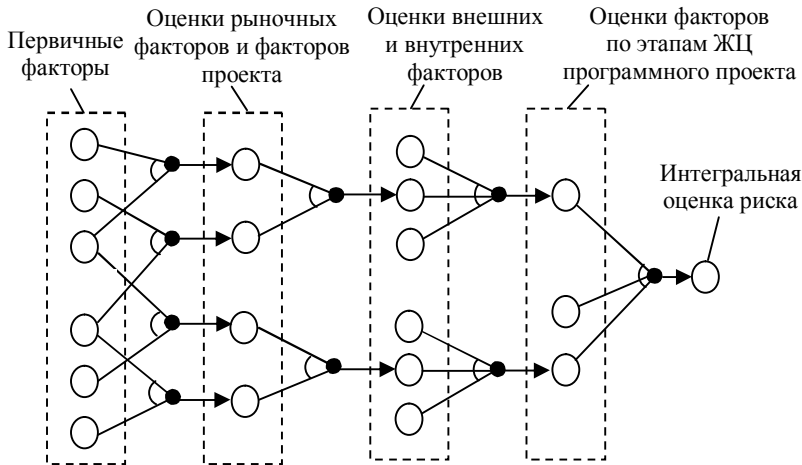 Первичные
факторы
Оценки рыночных
факторов и факторов
проекта
Оценки внешних
и внутренних
факторов
Оценки факторов
по этапам ЖЦ
программного проекта
Интегральная
оценка риска